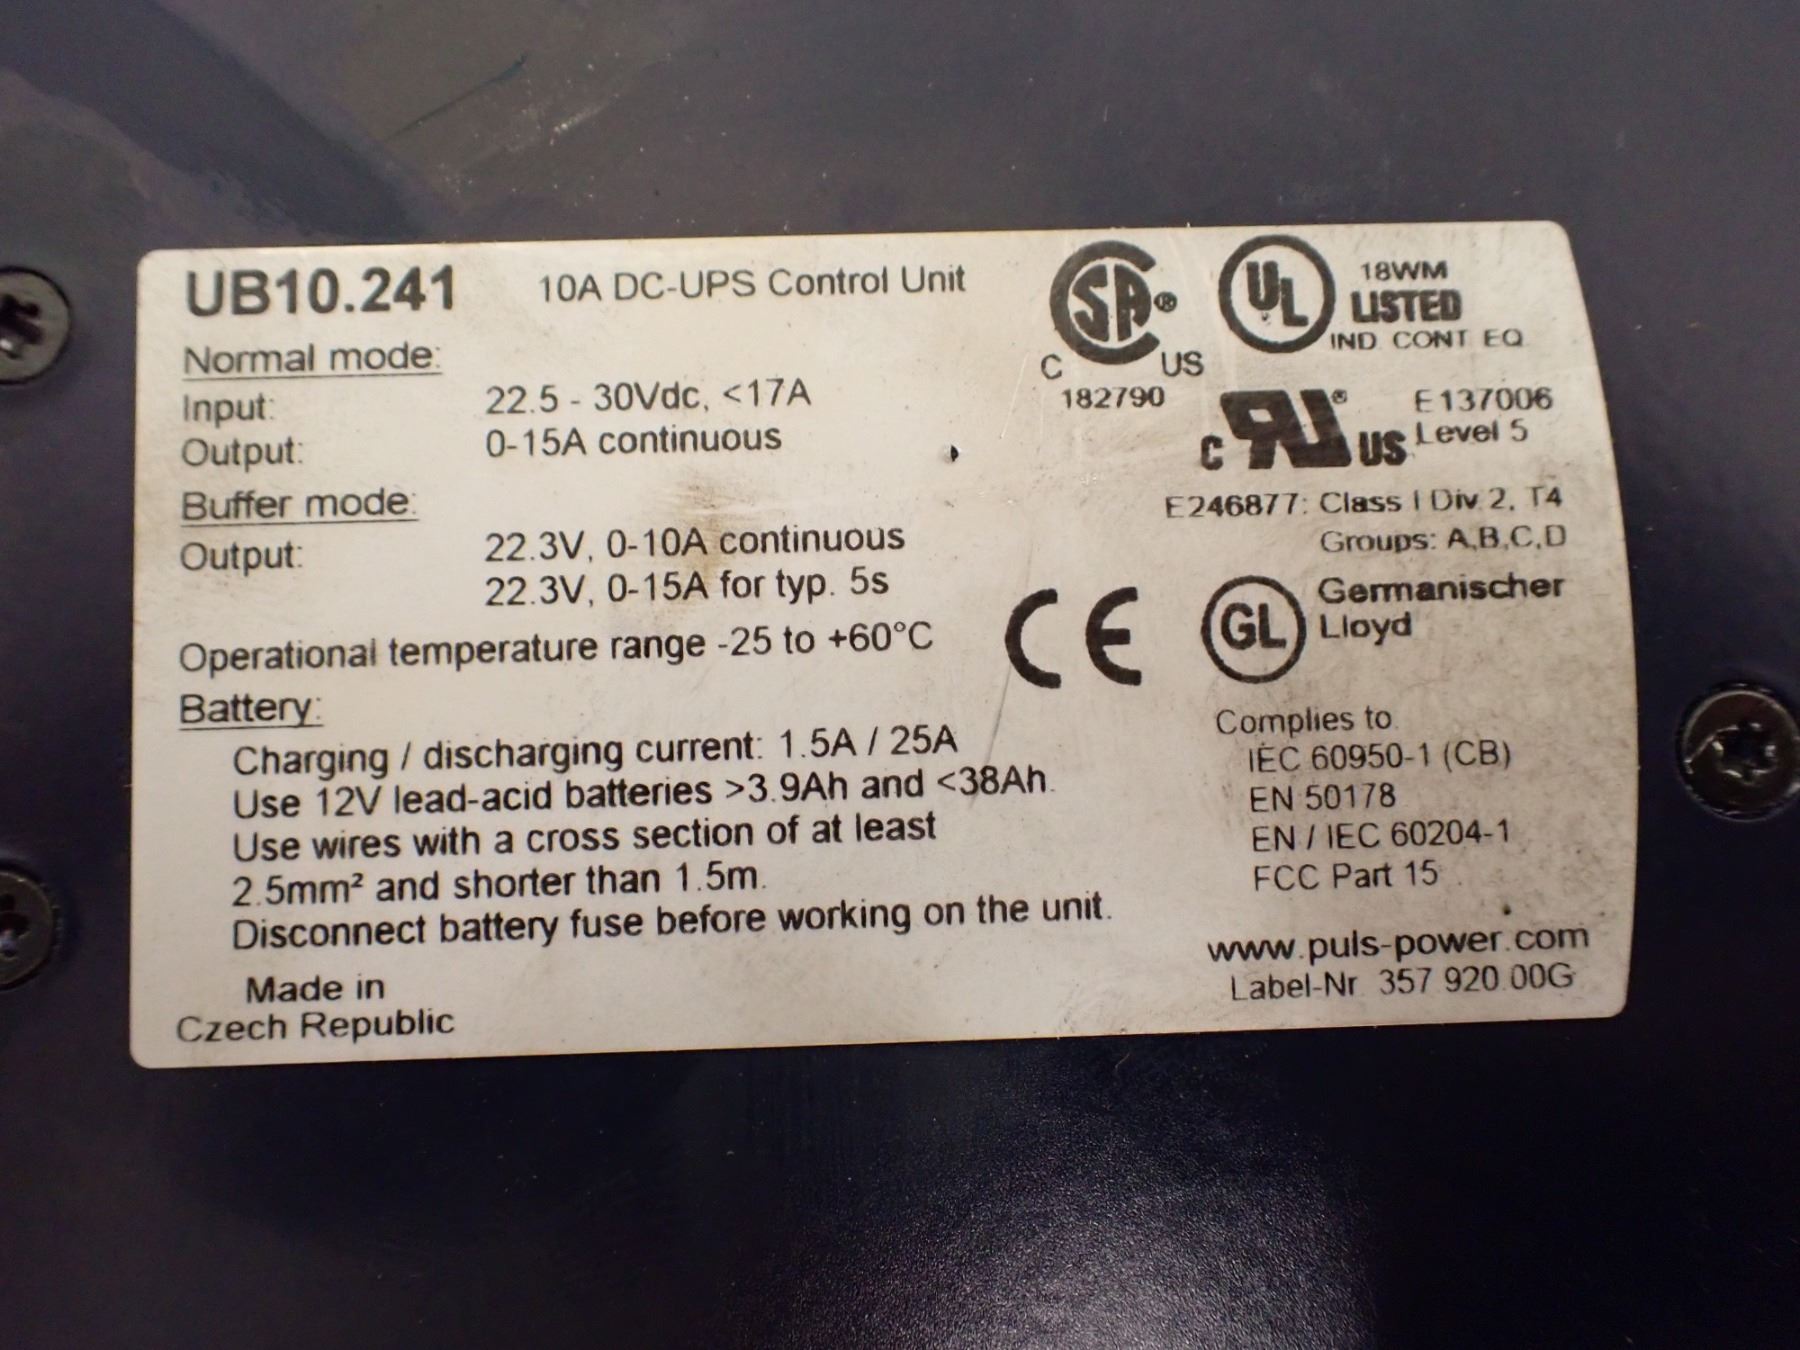 UB10.241 10A DC-UPS Control Unit
Normal mode:
Input: 22.5 - 30Vdc, <17A
Output: 0-15A continuous
Buffer mode:
Output: 22.3V, 0-10A continuous
22.3V, 0-15A for typ. 5s
Operational temperature range -25 to +60°C
Battery:
Charging / discharging current: 1.5A / 25A
Use 12V lead-acid batteries >3.9Ah and <38Ah.
Use wires with a cross section of at least
2.5mm² and shorter than 1.5m.
Disconnect battery fuse before working on the unit.
Made in
Czech Republic
SA®
C US
182790
UL
18WM
LISTED
IND. CONT. EQ.
C RU® US
E137006
Level 5
E246877: Class I Div 2, T4
Groups: A,B,C,D
CE
GL
Germanischer
Lloyd
Complies to
IEC 60950-1 (CB)
EN 50178
EN / IEC 60204-1
FCC Part 15
www.puls-power.com
Label-Nr. 357 920.00G